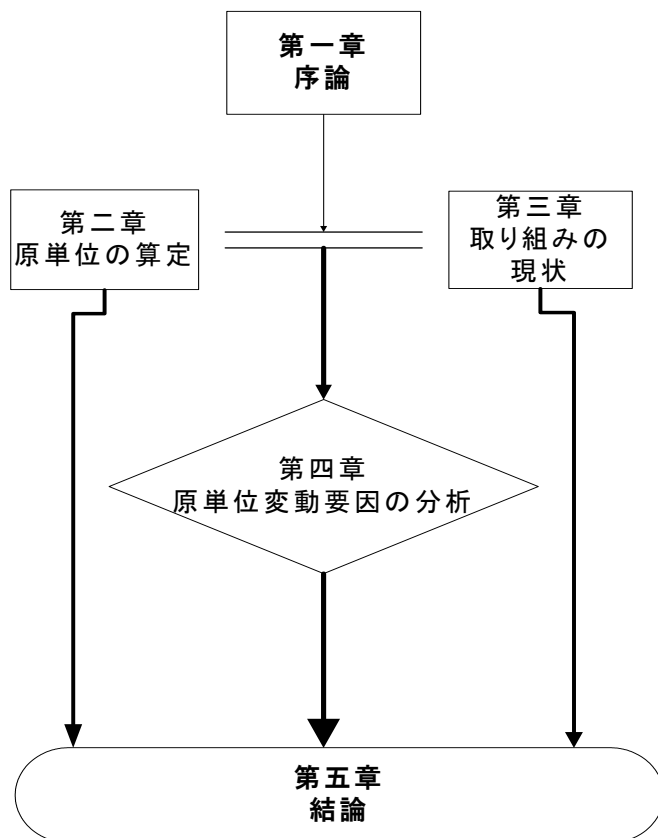 第一章
序論
第二章
原単位の算定
第三章
取り組みの
現状
第四章
原単位変動要因の分析
第五章
結論